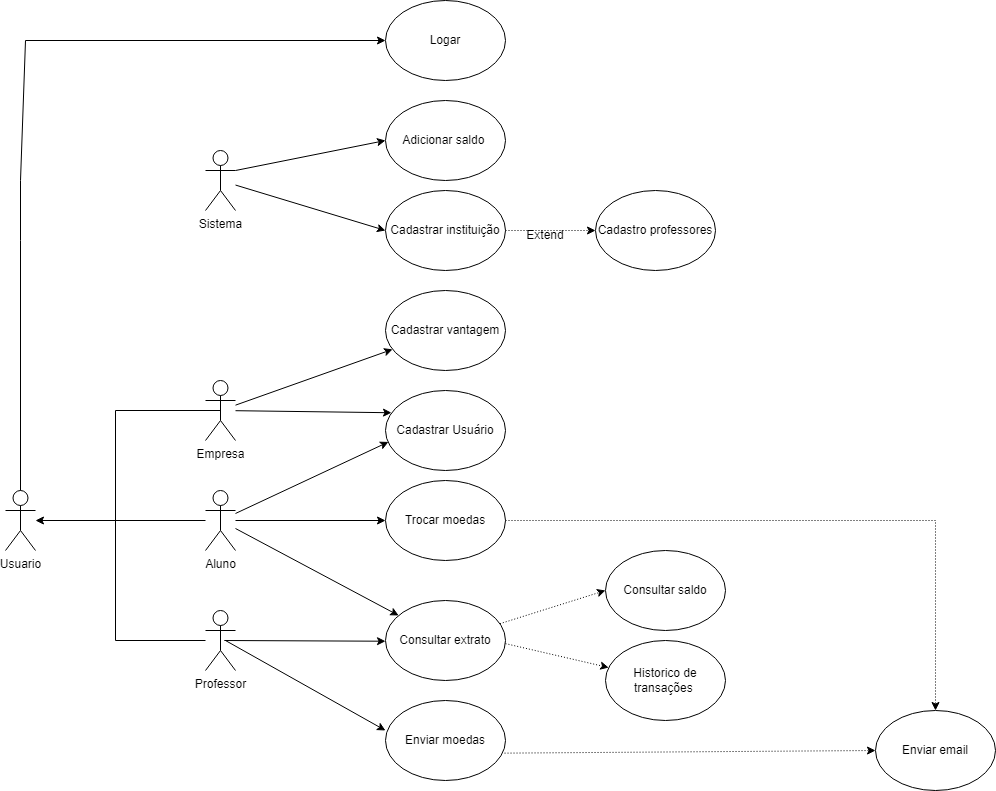 Logar
Adicionar saldo
Sistema
Cadastrar instituição
Extend
Cadastro professores
Cadastrar vantagem
Empresa
Cadastrar Usuário
Usuario
Aluno
Trocar moedas
Consultar saldo
Professor
Consultar extrato
Historico de
transações
Enviar moedas
Enviar email